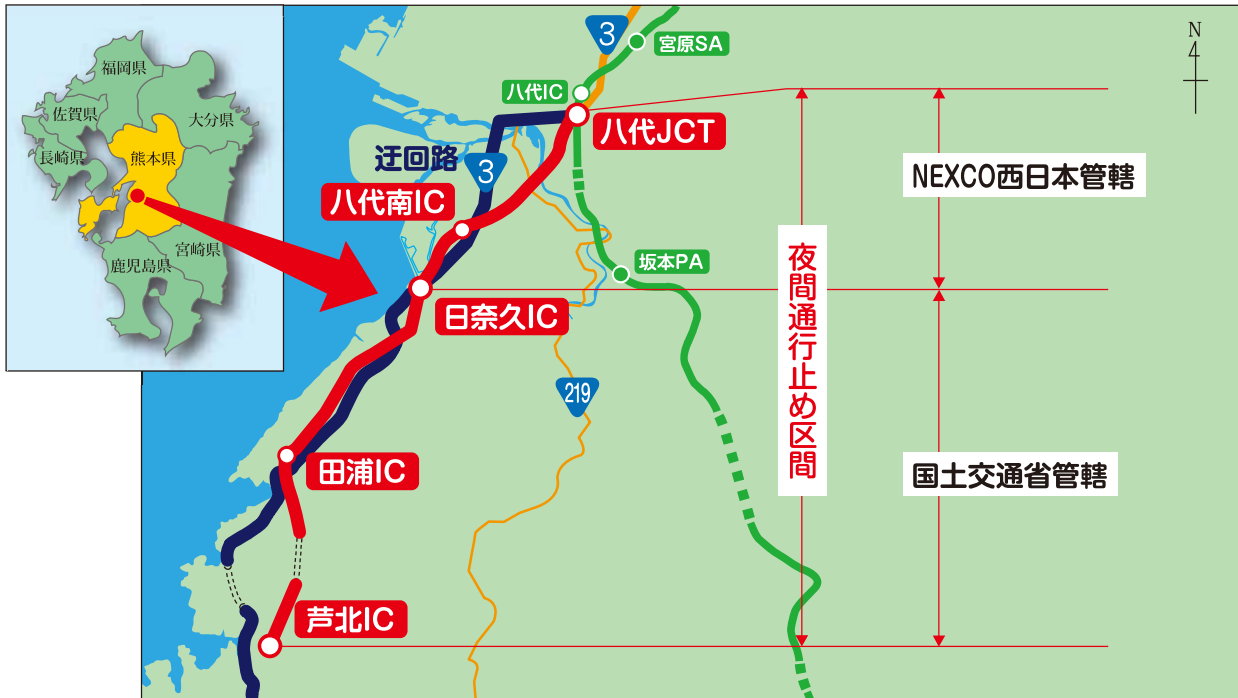 福岡県
佐賀県
大分県
長崎県
熊本県
宮崎県
鹿児島県
3
宮原SA
八代IC
八代JCT
迂回路
3
八代南IC
坂本PA
日奈久IC
219
田浦IC
芦北IC
夜間通行止め区間
NEXCO西日本管轄
国土交通省管轄
N